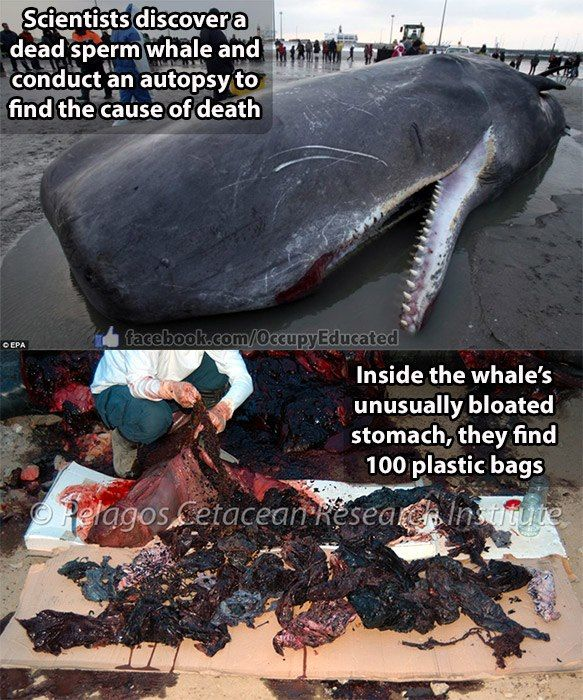 Scientists discover a
dead sperm whale and
conduct an autopsy to
find the cause of death
facebook.com/OccupyEducated
© EPA
Inside the whale's
unusually bloated
stomach, they find
100 plastic bags
© Pelagos Cetacean Research Institute